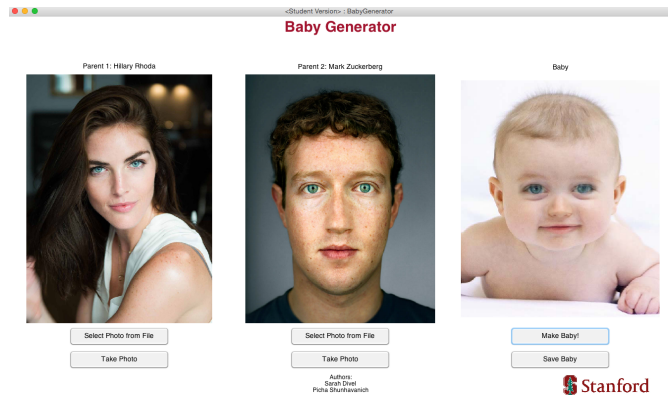 <Student Version> : BabyGenerator
Baby Generator
Parent 1: Hillary Rhoda
Parent 2: Mark Zuckerberg
Baby
Select Photo from File
Select Photo from File
Make Baby!
Take Photo
Take Photo
Save Baby
Authors:
Sarah Divel
Picha Shunhavanich
Stanford